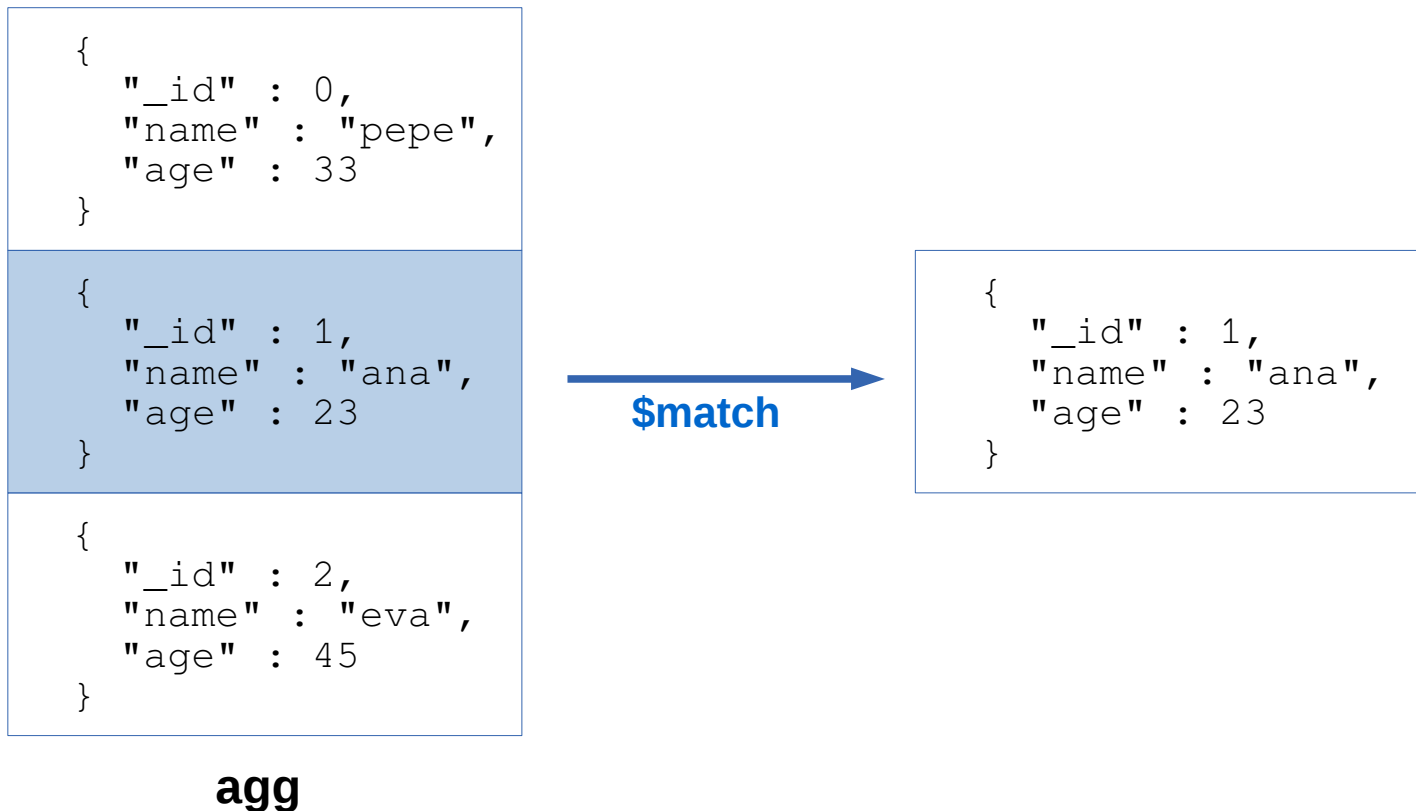 {
"_id" : 0,
"name" : "pepe",
"age" : 33
}
{
"_id" : 1,
"name" : "ana",
"age" : 23
}
{
"_id" : 2,
"name" : "eva",
"age" : 45
}
agg
$match
{
"_id" : 1,
"name" : "ana",
"age" : 23
}